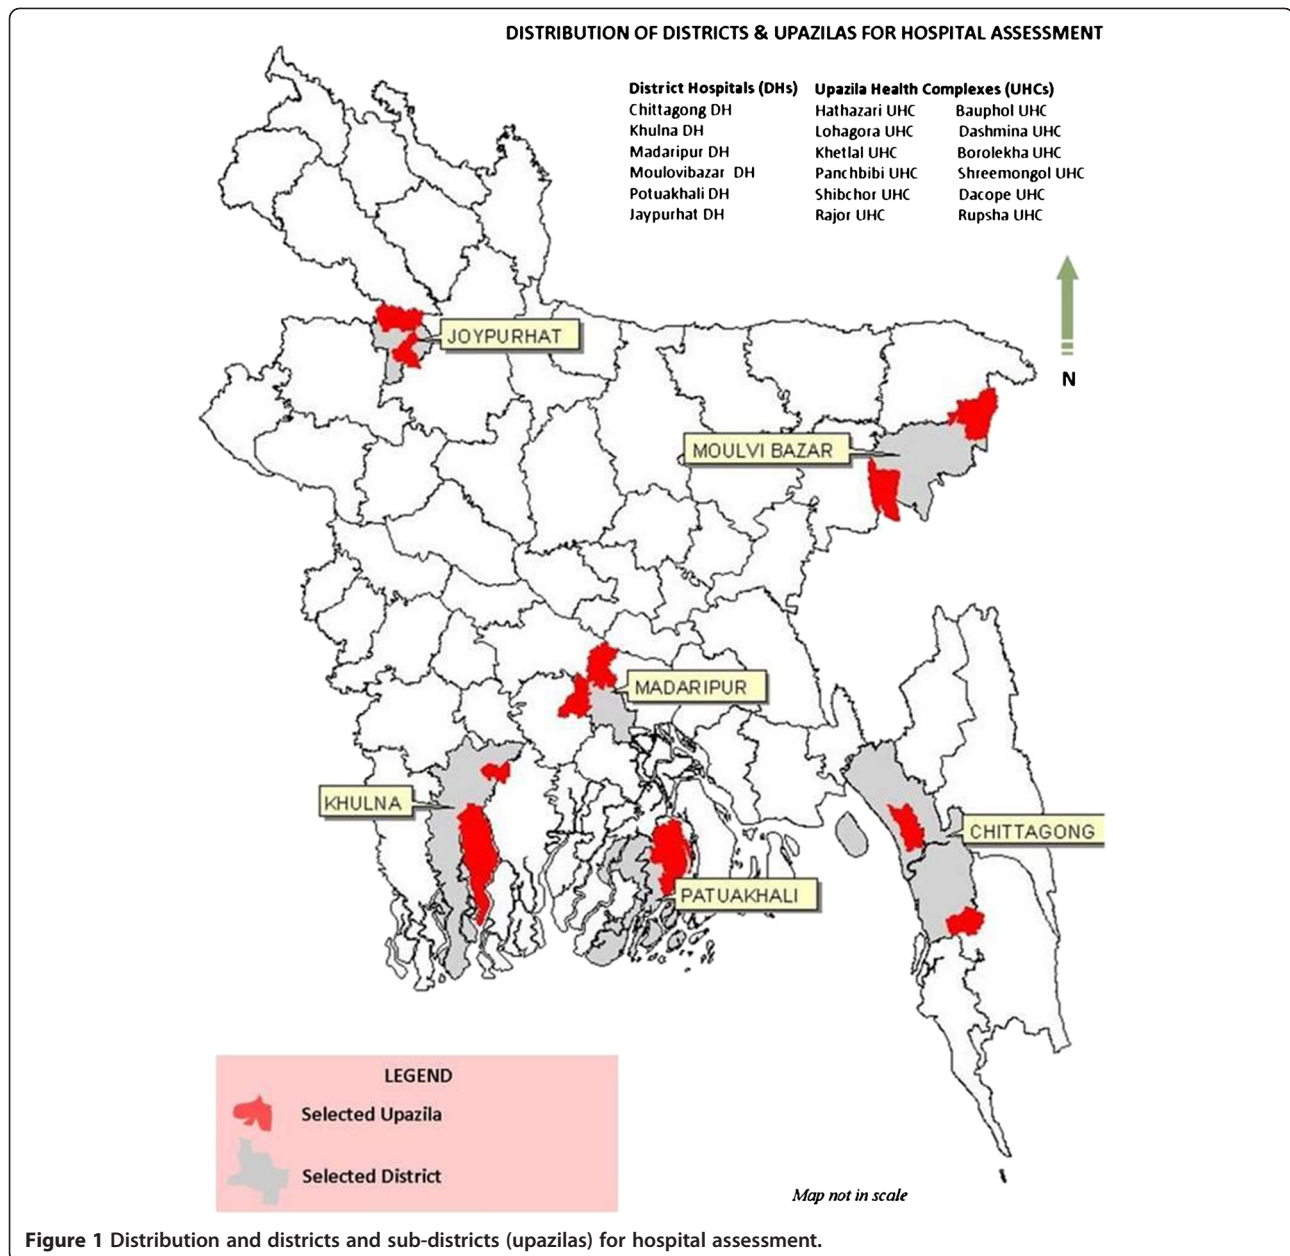 DISTRIBUTION OF DISTRICTS & UPAZILAS FOR HOSPITAL ASSESSMENT
District Hospitals (DHs) Upazila Health Complexes (UHCs)
Chittagong DH Hathazari UHC Bauphol UHC
Khulna DH Lohagora UHC Dashmina UHC
Madaripur DH Khetlal UHC Borolekha UHC
Moulovibazar DH Panchbibi UHC Shreemongol UHC
Potuakhali DH Shibchor UHC Dacope UHC
Jaypurhat DH Rajor UHC Rupsha UHC
JOYPURHAT
N
MOULVI BAZAR
MADARIPUR
KHULNA
CHITTAGONG
PATUAKHALI
LEGEND
Selected Upazila
Selected District
Map not in scale
Figure 1 Distribution and districts and sub-districts (upazilas) for hospital assessment.